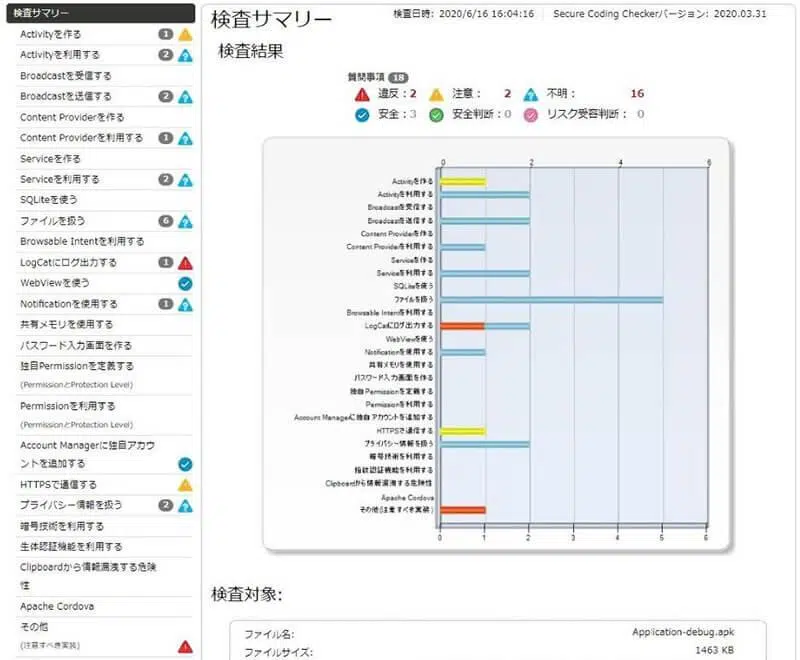 検査サマリー
Activityを作る 1
Activityを利用する 2
Broadcastを受信する
Broadcastを送信する 2
Content Providerを作る
Content Providerを利用する 1
Serviceを作る
Serviceを利用する 2
SQLiteを使う
ファイルを扱う 6
Browsable Intentを利用する
LogCatにログ出力する 1
WebViewを使う
Notificationを使用する 1
共有メモリを使用する
パスワード入力画面を作る
独自Permissionを定義する
(PermissionとProtection Level)
Permissionを利用する
(PermissionとProtection Level)
Account Managerに独自アカウ
ントを追加する
HTTPSで通信する
プライバシー情報を扱う 2
暗号技術を利用する
生体認証機能を利用する
Clipboardから情報漏洩する危険
性
Apache Cordova
その他
(注意すべき実装)
検査サマリー
検査日時: 2020/6/16 16:04:16
Secure Coding Checkerバージョン: 2020.03.31
検査結果
質問事項 18
違反：2 注意： 2 不明： 16
安全：3 安全判断：0 リスク受容判断： 0
0 2 4 6
Activityを作る
Activityを利用する
Broadcastを受信する
Broadcastを送信する
Content Providerを作る
Content Providerを利用する
Serviceを作る
Serviceを利用する
SQLiteを使う
ファイルを扱う
Browsable Intentを利用する
LogCatにログ出力する
WebViewを使う
Notificationを使用する
共有メモリを使用する
パスワード入力画面を作る
独自Permissionを定義する
Permissionを利用する
Account Managerに独自アカウントを追加する
HTTPSで通信する
プライバシー情報を扱う
暗号技術を利用する
指紋認証機能を利用する
Clipboardから情報漏洩する危険性
Apache Cordova
その他(注意すべき実装)
0 1 2 3 4 5 6
検査対象:
ファイル名: Application-debug.apk
ファイルサイズ: 1463 KB